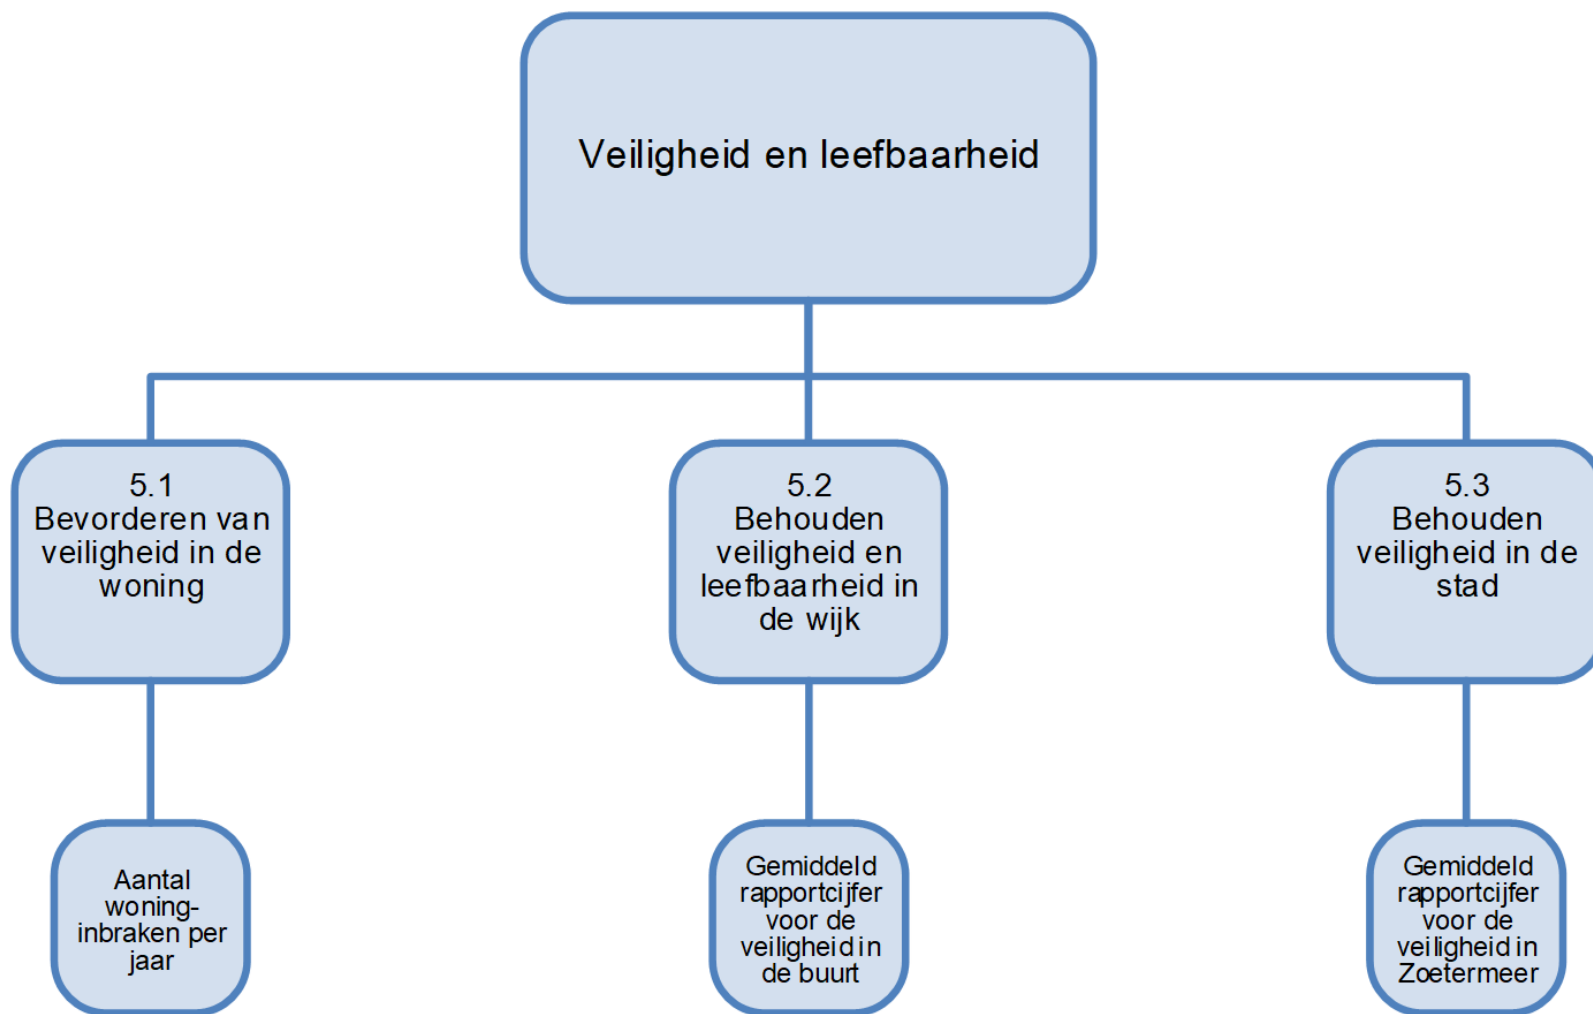 Veiligheid en leefbaarheid
5.1
Bevorderen van
veiligheid in de
woning
5.2
Behouden
veiligheid en
leefbaarheid in
de wijk
5.3
Behouden
veiligheid in de
stad
Aantal
woning-
inbraken per
jaar
Gemiddeld
rapportcijfer
voor de
veiligheid in
de buurt
Gemiddeld
rapportcijfer
voor de
veiligheid in
Zoetermeer